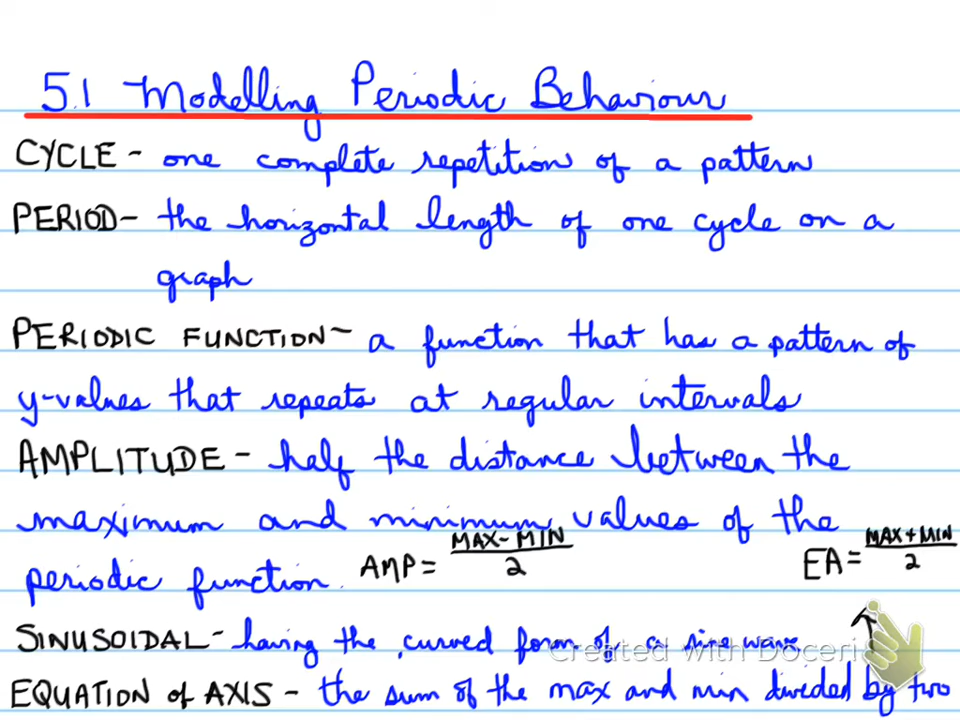 5.1 Modelling Periodic Behaviour
CYCLE - one complete repetition of a pattern
PERIOD - the horizontal length of one cycle on a
graph
PERIODIC FUNCTION - a function that has a pattern of
y-values that repeats at regular intervals
AMPLITUDE - half the distance between the
maximum and minimum values of the
periodic function. AMP = MAX - MIN / 2 EA = MAX + MIN / 2
SINUSOIDAL - having the curved form of a sine wave
Created with Doceri
EQUATION of AXIS - the sum of the max and min divided by two